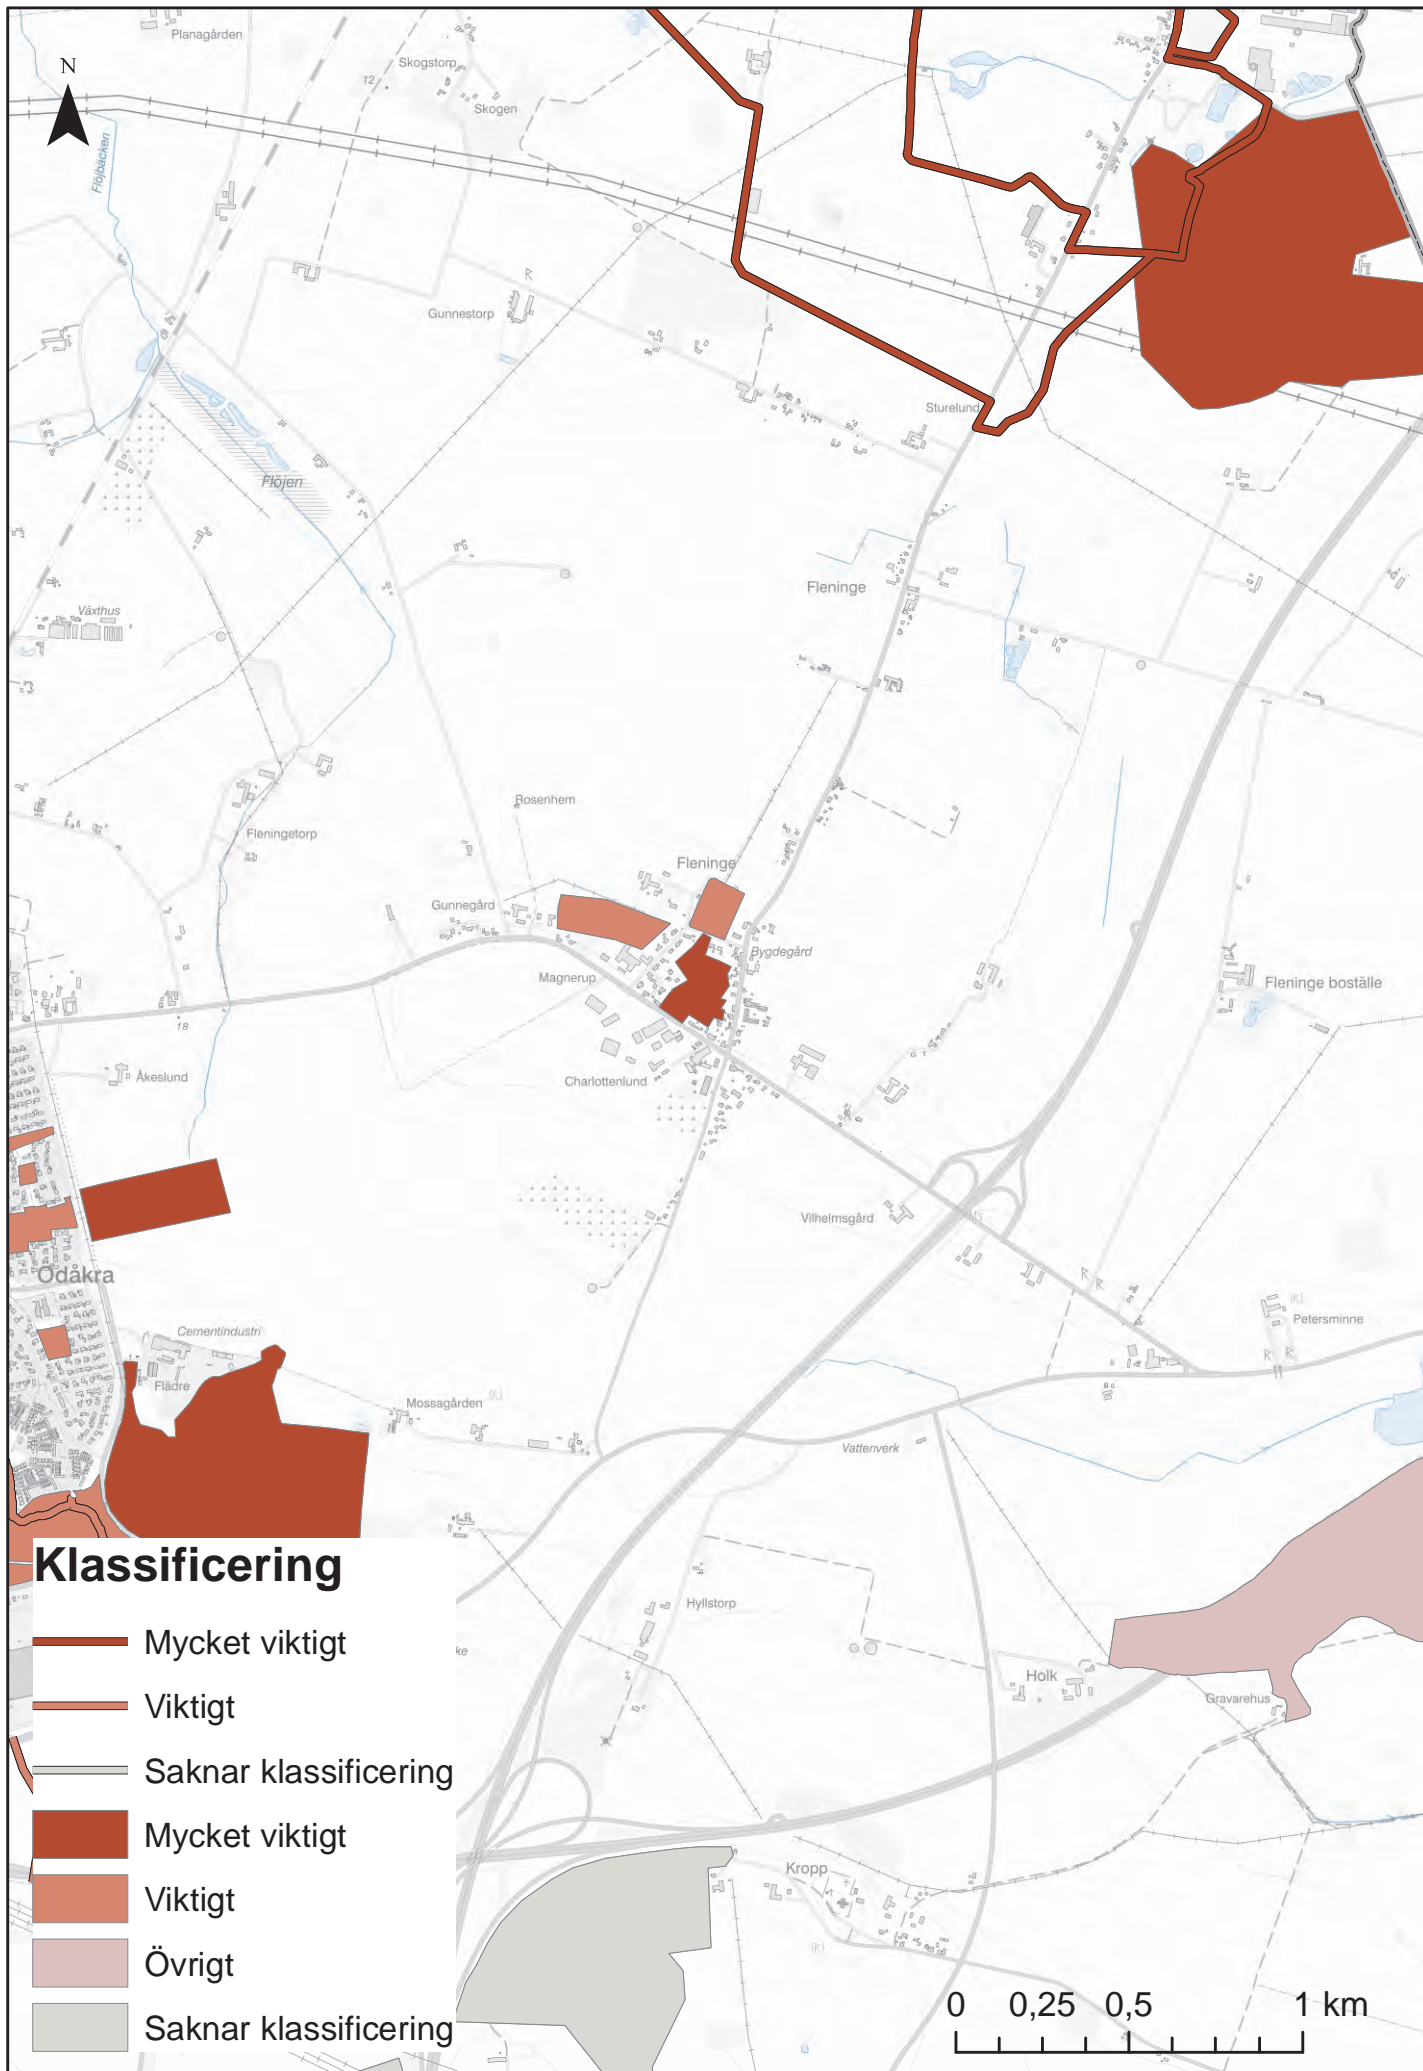 Planagården
Skogstorp
N
12
Skogen
Flöjbäcken
R
Gunnestorp
Sturelund
Flöjen
Fleninge
Växthus
Rosenhem
Fleningetorp
Fleninge
Gunnegård
Bygdegård
Magnerup
Fleninge boställe
18
Åkeslund
Charlottenlund
Vilhelmsgård
Ödåkra
R R
(R)
Petersminne
Cementindustri
R R
Flädre
Mossagården
(R)
Vattenverk
Klassificering
Mycket viktigt
Hyllstorp
ke
Holk
Viktigt
Gravarehus
Saknar klassificering
Mycket viktigt
Kropp
Viktigt
(R)
Övrigt
0 0,25 0,5 1 km
Saknar klassificering